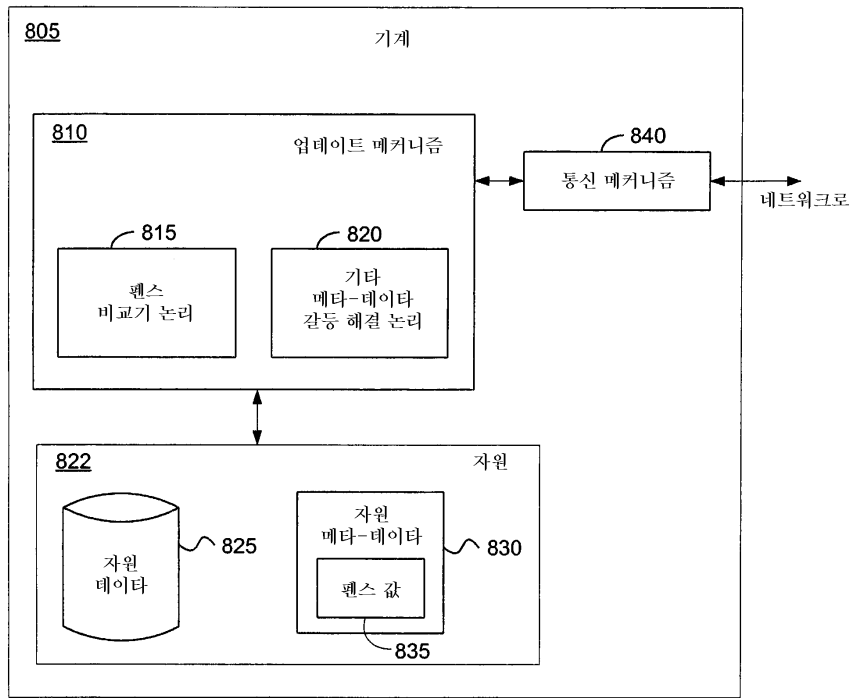 805
기계
810
업데이트 메커니즘
840
통신 메커니즘
네트워크로
815
펜스
비교기 논리
820
기타
메타-데이타
갈등 해결 논리
822
자원
자원
데이타
825
자원
메타-데이타
830
펜스 값
835